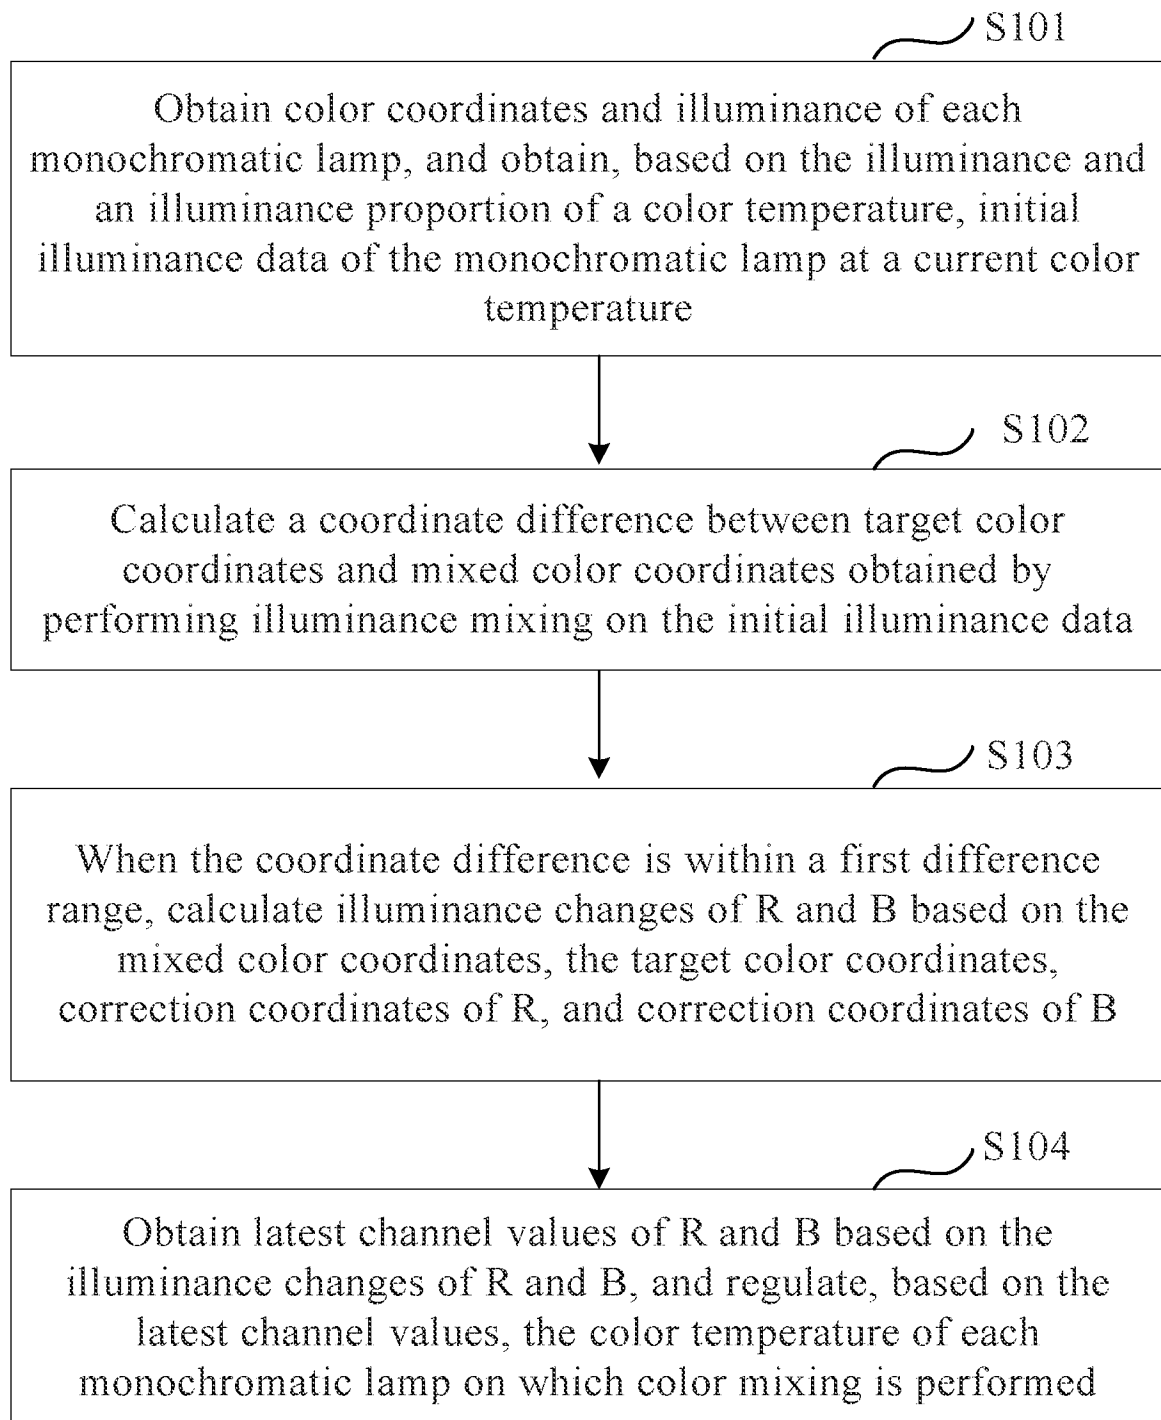 S101
Obtain color coordinates and illuminance of each
monochromatic lamp, and obtain, based on the illuminance and
an illuminance proportion of a color temperature, initial
illuminance data of the monochromatic lamp at a current color
temperature
S102
Calculate a coordinate difference between target color
coordinates and mixed color coordinates obtained by
performing illuminance mixing on the initial illuminance data
S103
When the coordinate difference is within a first difference
range, calculate illuminance changes of R and B based on the
mixed color coordinates, the target color coordinates,
correction coordinates of R, and correction coordinates of B
S104
Obtain latest channel values of R and B based on the
illuminance changes of R and B, and regulate, based on the
latest channel values, the color temperature of each
monochromatic lamp on which color mixing is performed